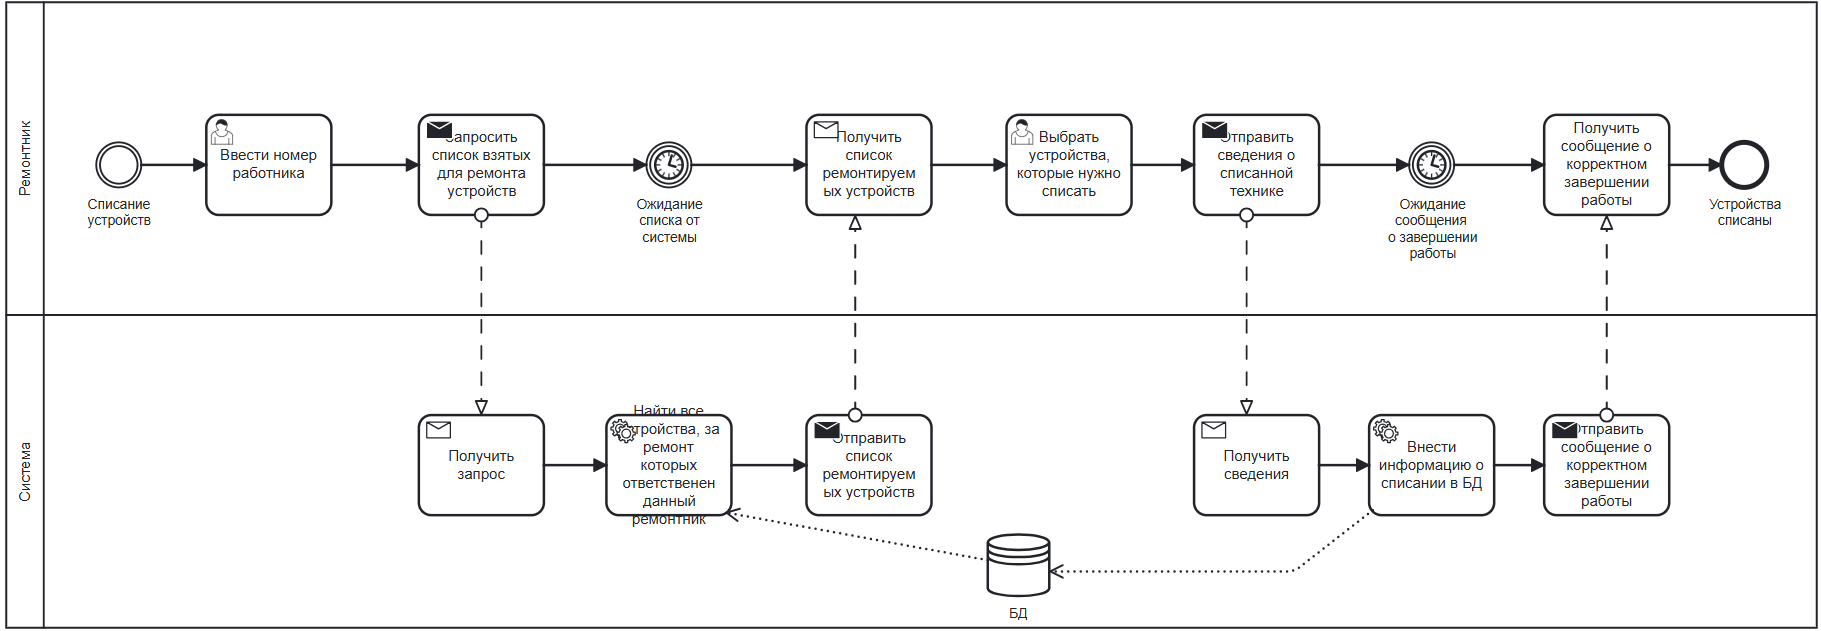 Ремонтник
Списание
устройств
Ввести номер
работника
Запросить
список взятых
для ремонта
устройств
Ожидание
списка от
системы
Получить
список
ремонтируем
ых устройств
Выбрать
устройства,
которые нужно
списать
Отправить
сведения о
списанной
технике
Ожидание
сообщения
о завершении
работы
Получить
сообщение о
корректном
завершении
работы
Устройства
списаны
Система
Получить
запрос
Найти все
устройства, за
ремонт
которых
ответственен
данный
ремонтник
Отправить
список
ремонтируем
ых устройств
Получить
сведения
Внести
информацию о
списании в БД
Отправить
сообщение о
корректном
завершении
работы
БД